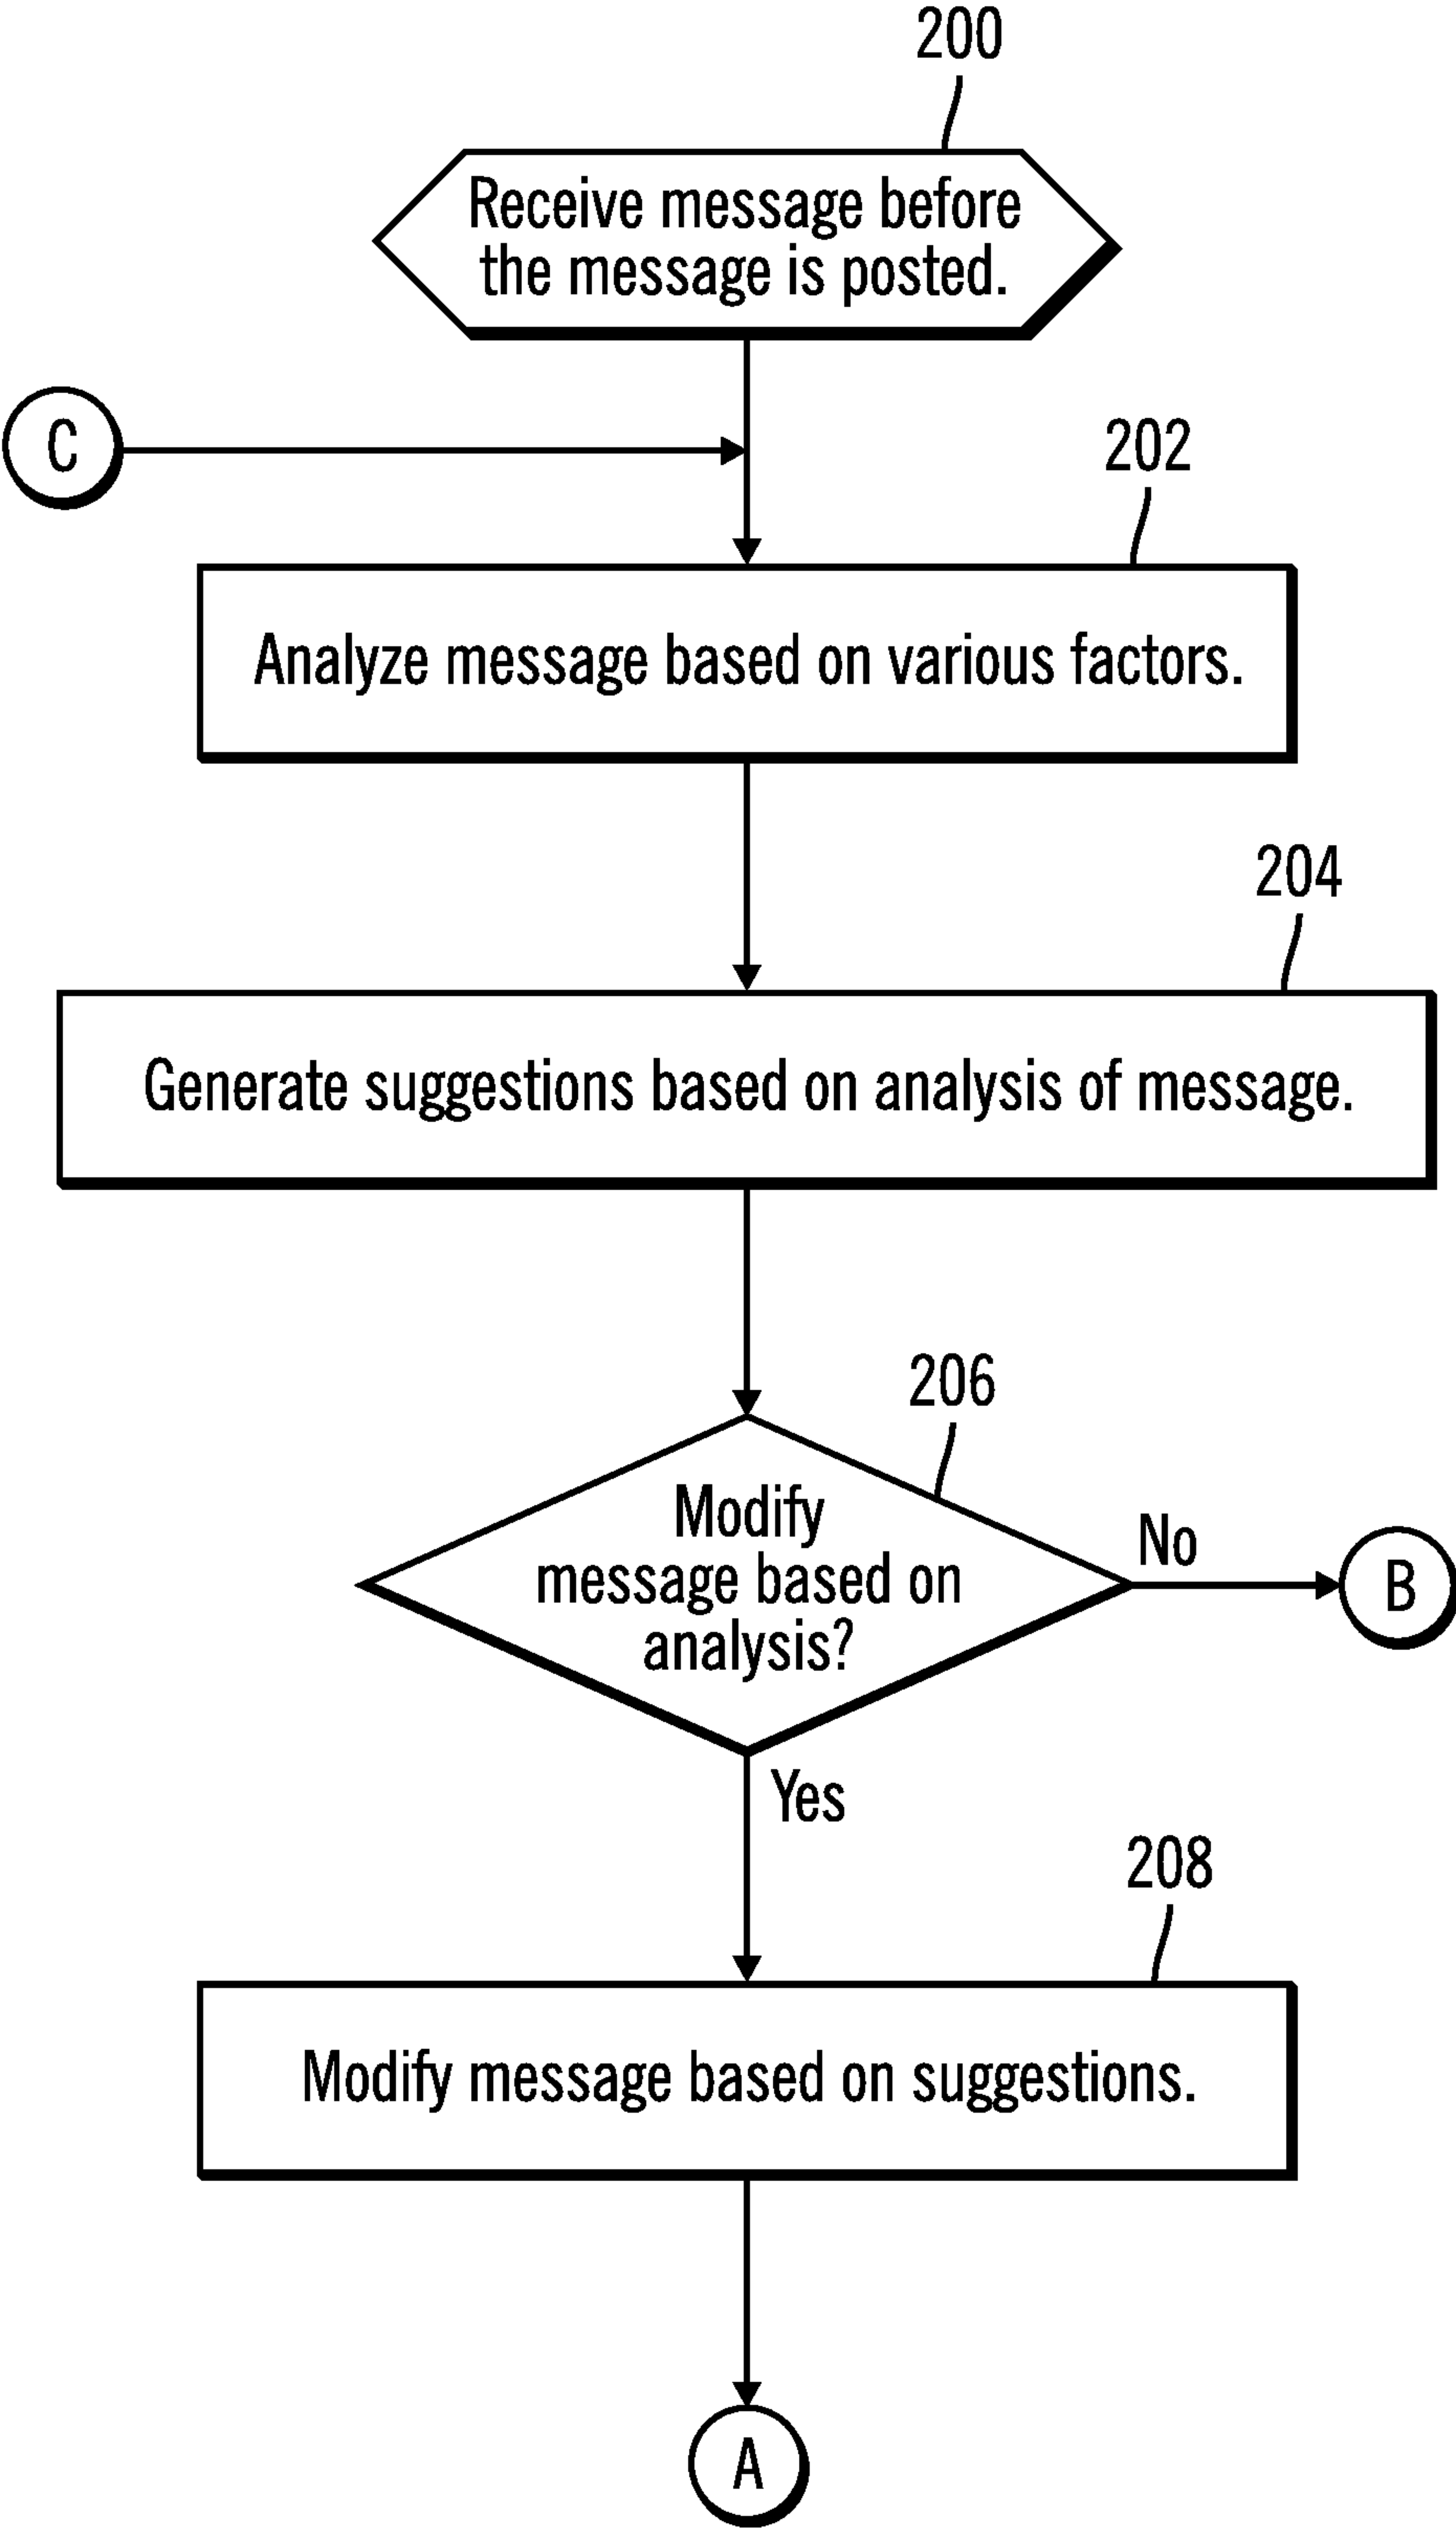 200
Receive message before
the message is posted.
C
202
Analyze message based on various factors.
204
Generate suggestions based on analysis of message.
206
Modify
message based on
analysis?
No
B
Yes
208
Modify message based on suggestions.
A